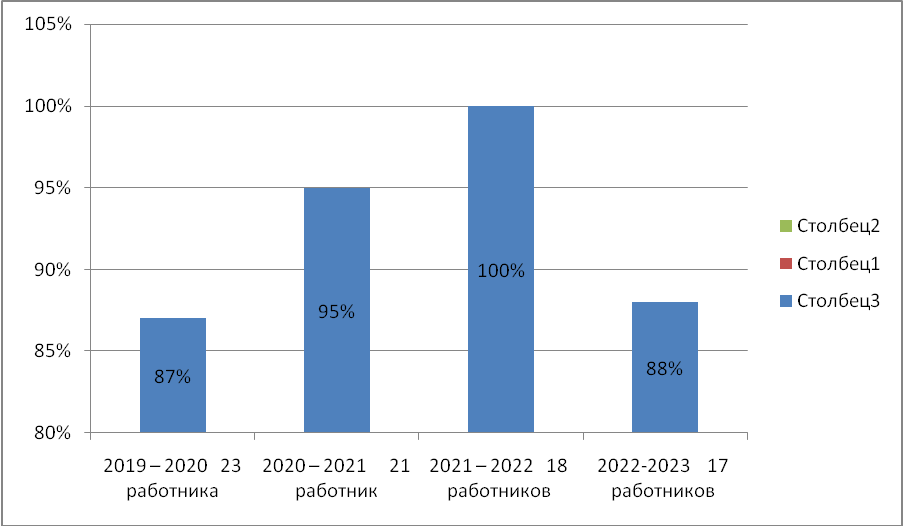 105%
100%
95%
90%
85%
80%
87%
95%
100%
88%
2019 – 2020 23
работника
2020 – 2021 21
работник
2021 – 2022 18
работников
2022-2023 17
работников
Столбец2
Столбец1
Столбец3